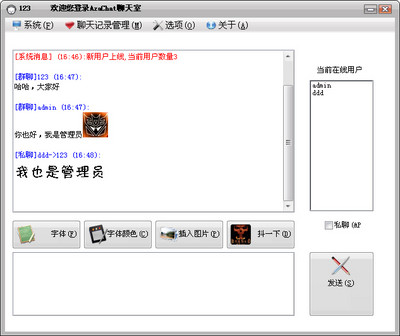 123 欢迎您登录AraChat聊天室
系统(F) 聊天记录管理(M) 选项(O) 关于(A)
[系统消息] (16:46):新用户上线,当前用户数量3
[群聊]123 (16:47):
哈哈，大家好
[群聊]admin (16:47):
你也好，我是管理员
[私聊]ddd->123 (16:48):
我也是管理员
当前在线用户
admin
ddd
私聊(AP
字体(F) 字体颜色(C) 插入图片(P) 抖一下(D)
发送(S)